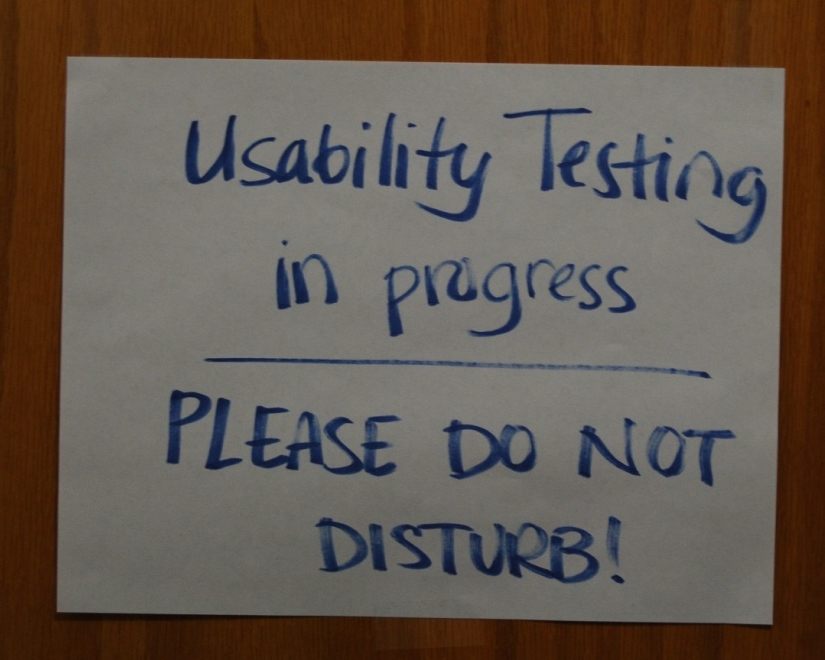 Usability Testing
in progress
PLEASE DO NOT
DISTURB!